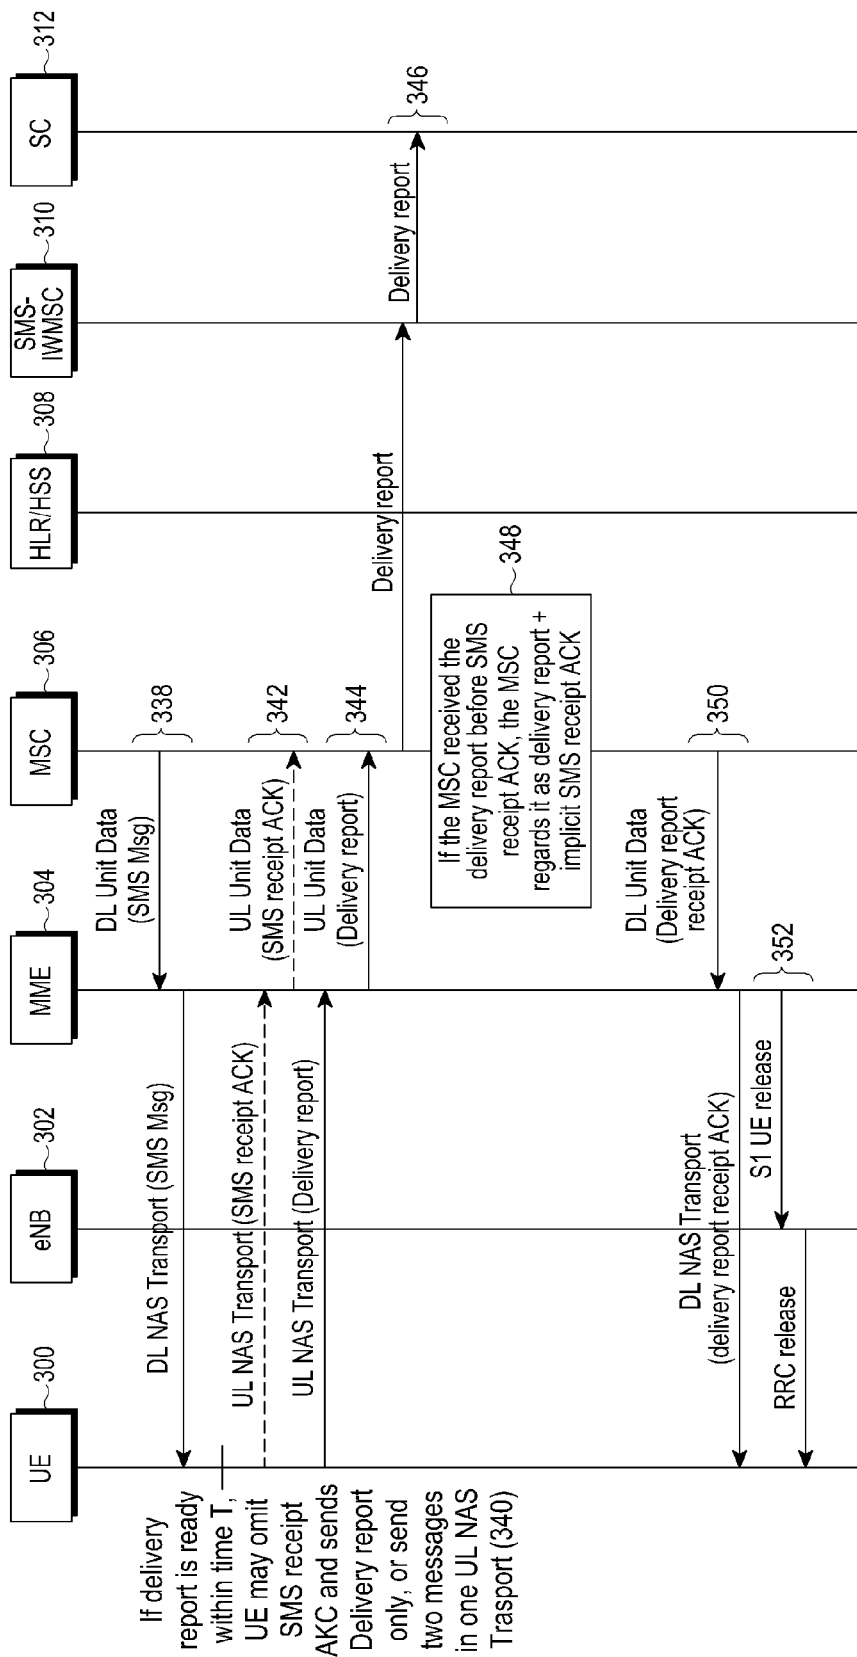 UE
300
eNB
302
MME
304
MSC
306
HLR/HSS
308
SMS-
IWMSC
310
SC
312
DL Unit Data
(SMS Msg)
338
DL NAS Transport (SMS Msg)
If delivery
report is ready
within time T,
UE may omit
SMS receipt
AKC and sends
Delivery report
only, or send
two messages
in one UL NAS
Trasport (340)
UL NAS Transport (SMS receipt ACK)
UL Unit Data
(SMS receipt ACK)
342
UL NAS Transport (Delivery report)
UL Unit Data
(Delivery report)
344
Delivery report
Delivery report
346
If the MSC received the
delivery report before SMS
receipt ACK, the MSC
regards it as delivery report +
implicit SMS receipt ACK
348
DL Unit Data
(Delivery report
receipt ACK)
350
DL NAS Transport
(delivery report receipt ACK)
S1 UE release
352
RRC release